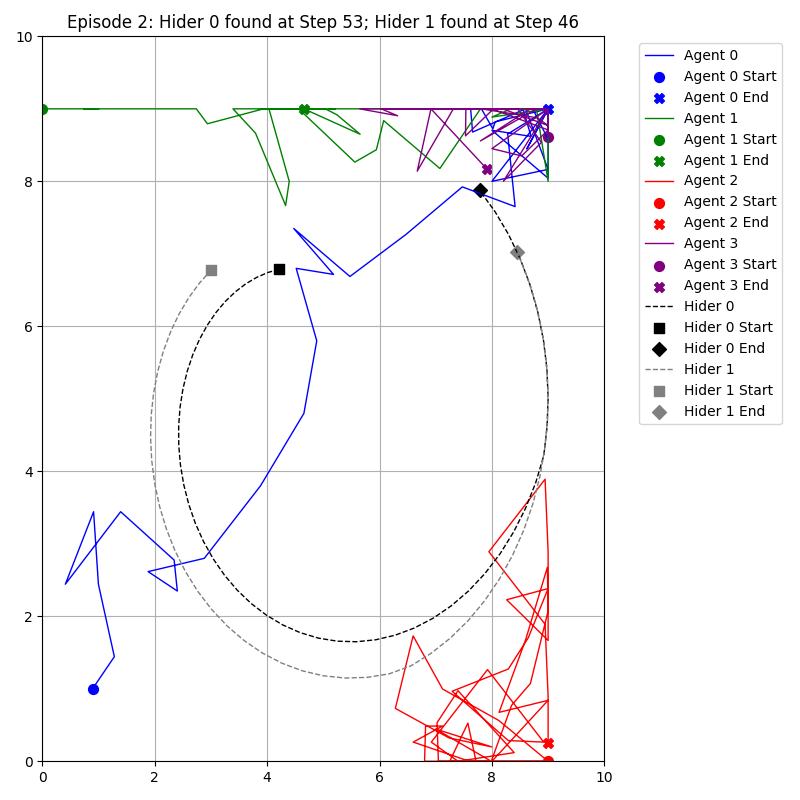 Episode 2: Hider 0 found at Step 53; Hider 1 found at Step 46
10
8
6
4
2
0
0
2
4
6
8
10
Agent 0
Agent 0 Start
Agent 0 End
Agent 1
Agent 1 Start
Agent 1 End
Agent 2
Agent 2 Start
Agent 2 End
Agent 3
Agent 3 Start
Agent 3 End
Hider 0
Hider 0 Start
Hider 0 End
Hider 1
Hider 1 Start
Hider 1 End